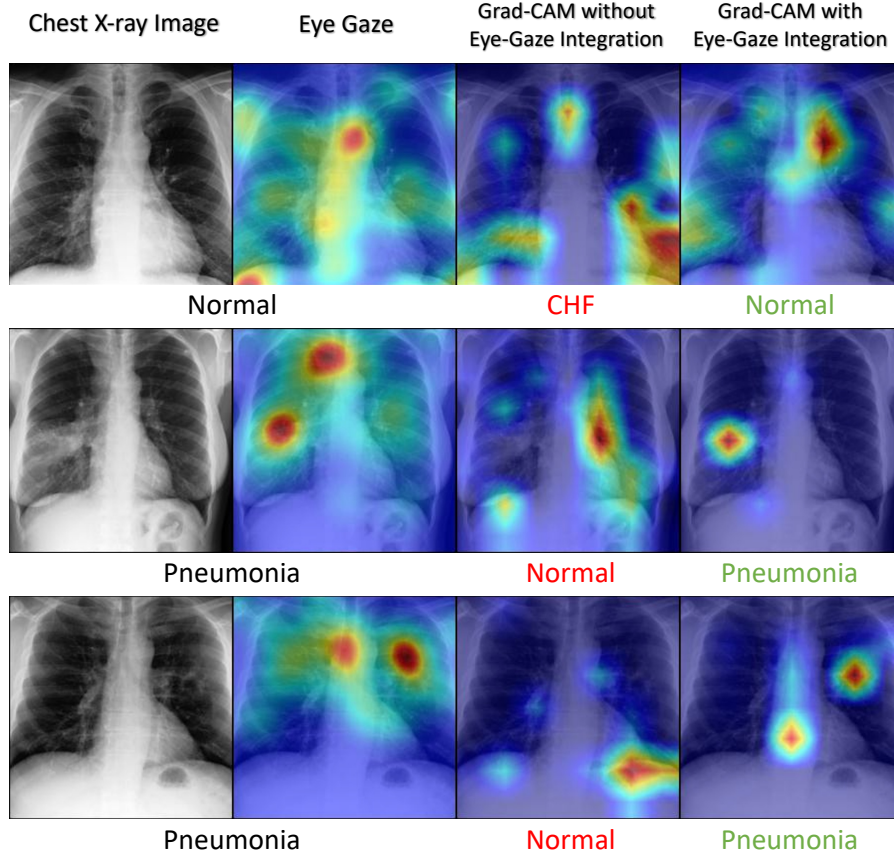 Chest X-ray Image
Eye Gaze
Grad-CAM without
Eye-Gaze Integration
Grad-CAM with
Eye-Gaze Integration
Normal
CHF
Normal
Pneumonia
Normal
Pneumonia
Pneumonia
Normal
Pneumonia